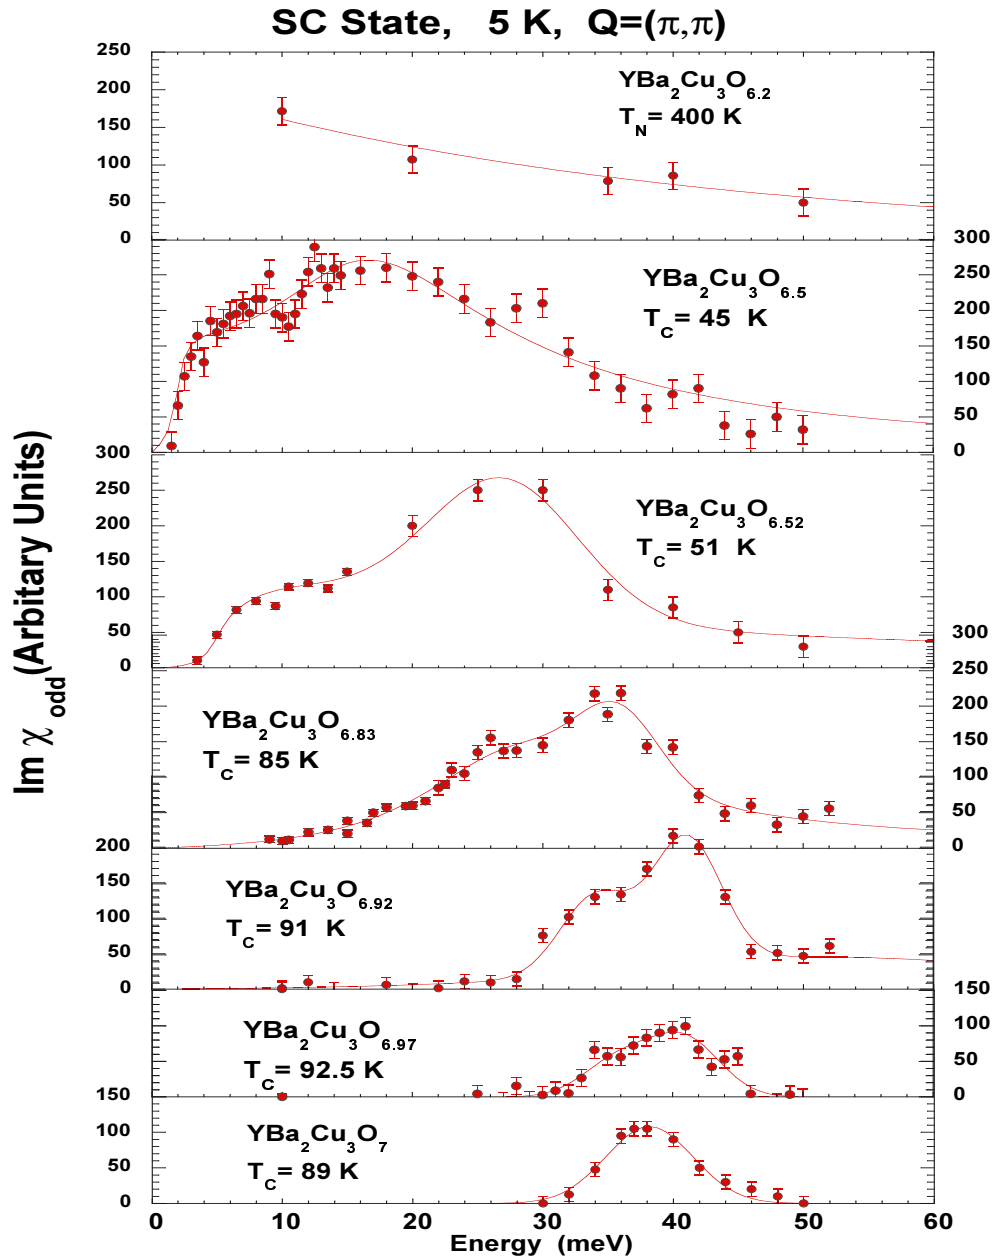 SC State, 5 K, Q=(π,π)
250
200
150
100
50
0
YBa2Cu3O6.2
TN= 400 K
300
250
200
150
100
50
0
YBa2Cu3O6.5
TC= 45 K
300
250
200
150
100
50
0
YBa2Cu3O6.52
TC= 51 K
300
250
200
150
100
50
0
YBa2Cu3O6.83
TC= 85 K
200
150
100
50
0
YBa2Cu3O6.92
TC= 91 K
150
100
50
0
YBa2Cu3O6.97
TC= 92.5 K
150
100
50
0
YBa2Cu3O7
TC= 89 K
0 10 20 30 40 50 60
Energy (meV)
Im χodd(Arbitary Units)